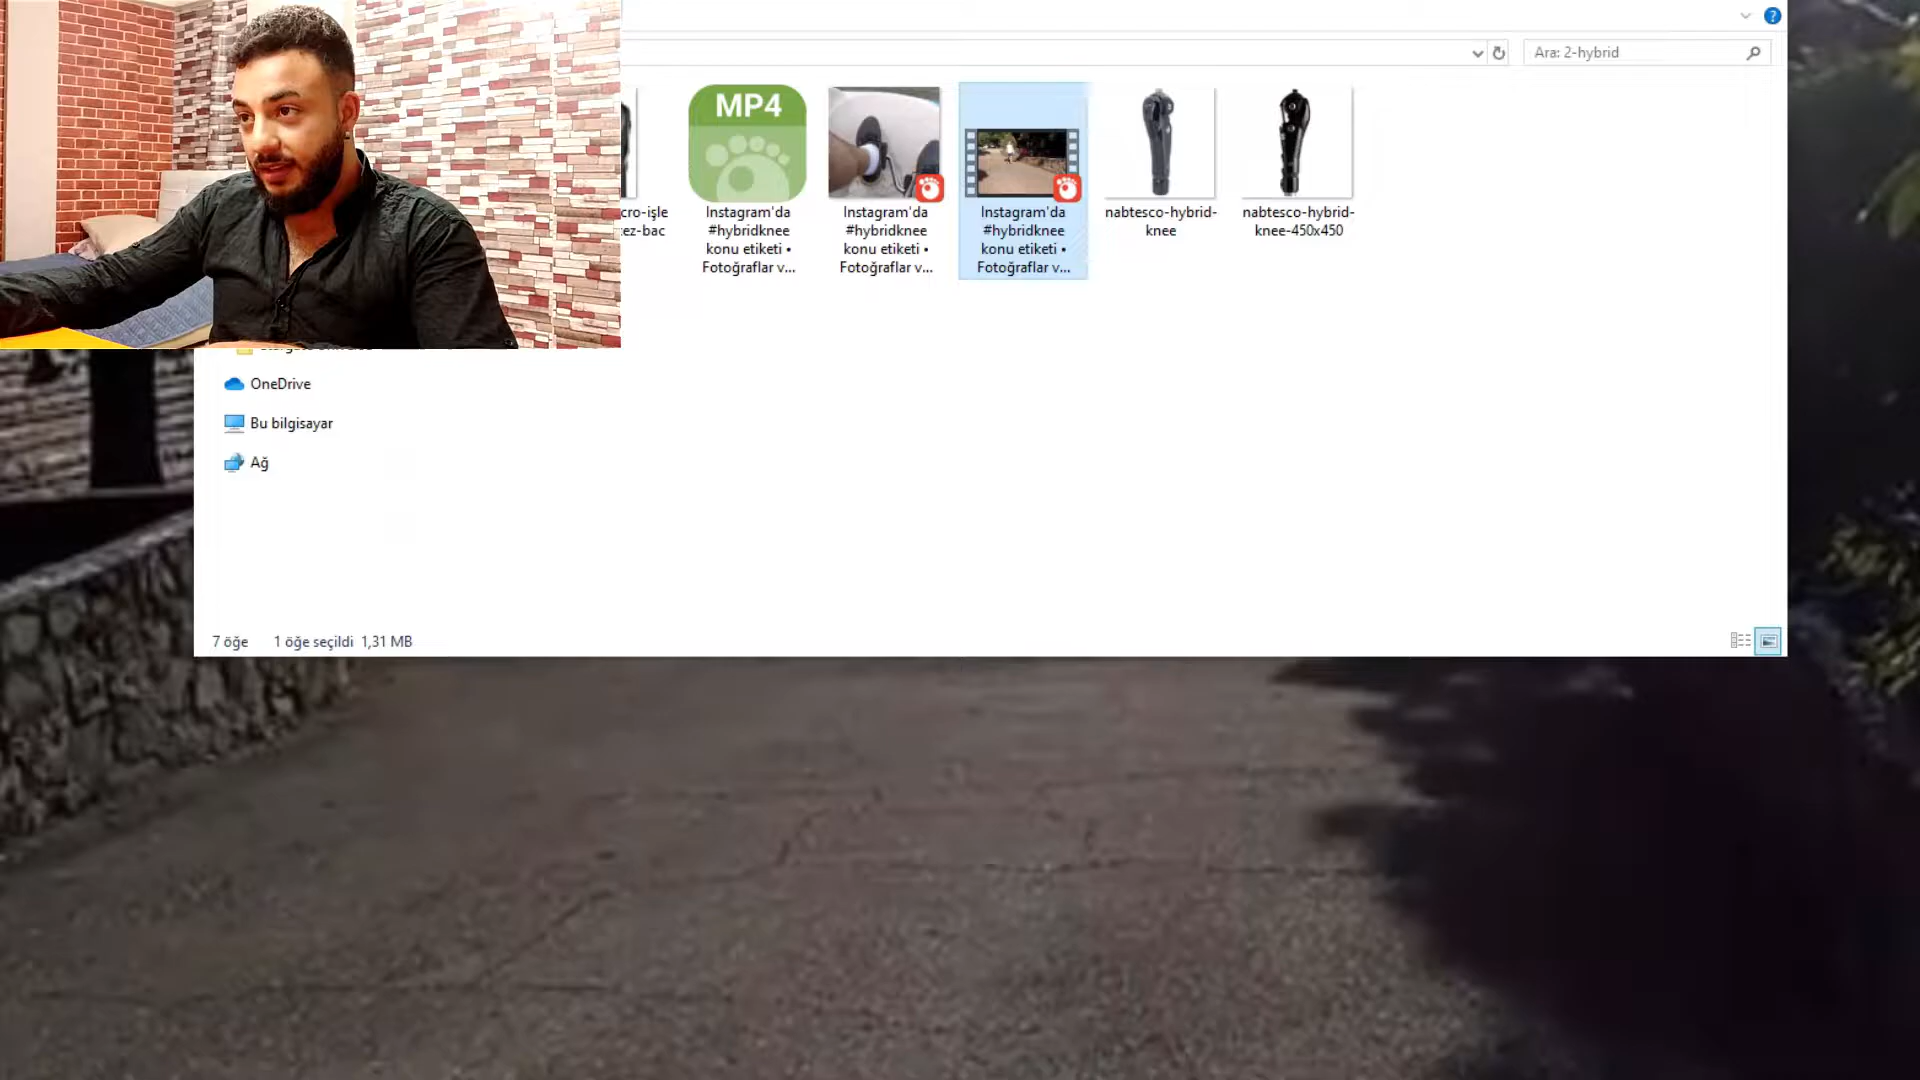 Ara: 2-hybrid
cro-işle
tez-bac
MP4
Instagram'da
#hybridknee
konu etiketi •
Fotoğraflar v...
Instagram'da
#hybridknee
konu etiketi •
Fotoğraflar v...
Instagram'da
#hybridknee
konu etiketi •
Fotoğraflar v...
nabtesco-hybrid-
knee
nabtesco-hybrid-
knee-450x450
OneDrive
Bu bilgisayar
Ağ
7 öğe
1 öğe seçildi 1,31 MB